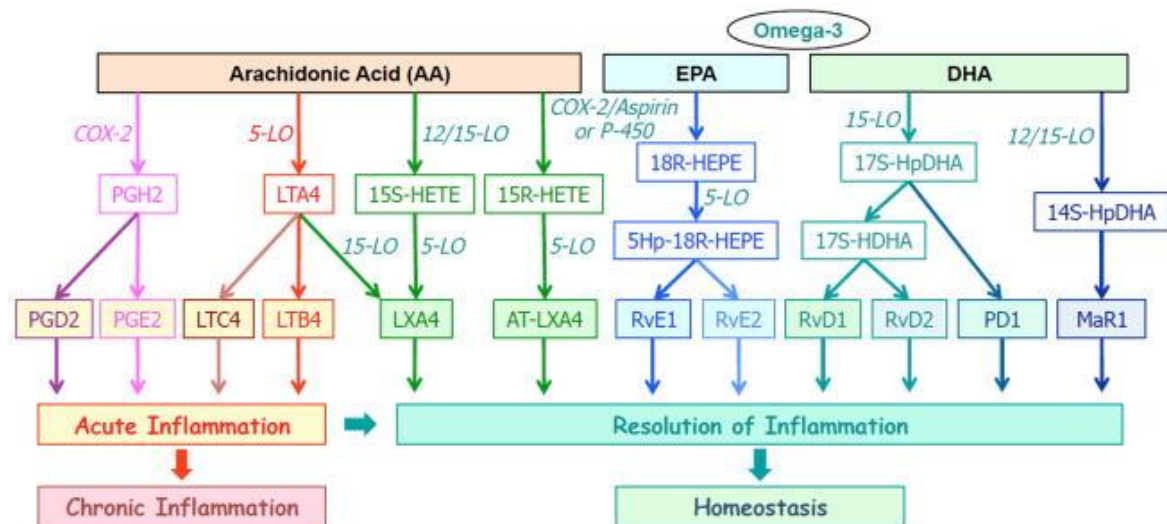 Omega-3
Arachidonic Acid (AA)
EPA
DHA
COX-2
5-LO
12/15-LO
COX-2/Aspirin
or P-450
15-LO
12/15-LO
PGH2
LTA4
15S-HETE
15R-HETE
18R-HEPE
17S-HpDHA
14S-HpDHA
15-LO
5-LO
5-LO
5-LO
5Hp-18R-HEPE
17S-HDHA
PGD2
PGE2
LTC4
LTB4
LXA4
AT-LXA4
RvE1
RvE2
RvD1
RvD2
PD1
MaR1
Acute Inflammation
Resolution of Inflammation
Chronic Inflammation
Homeostasis